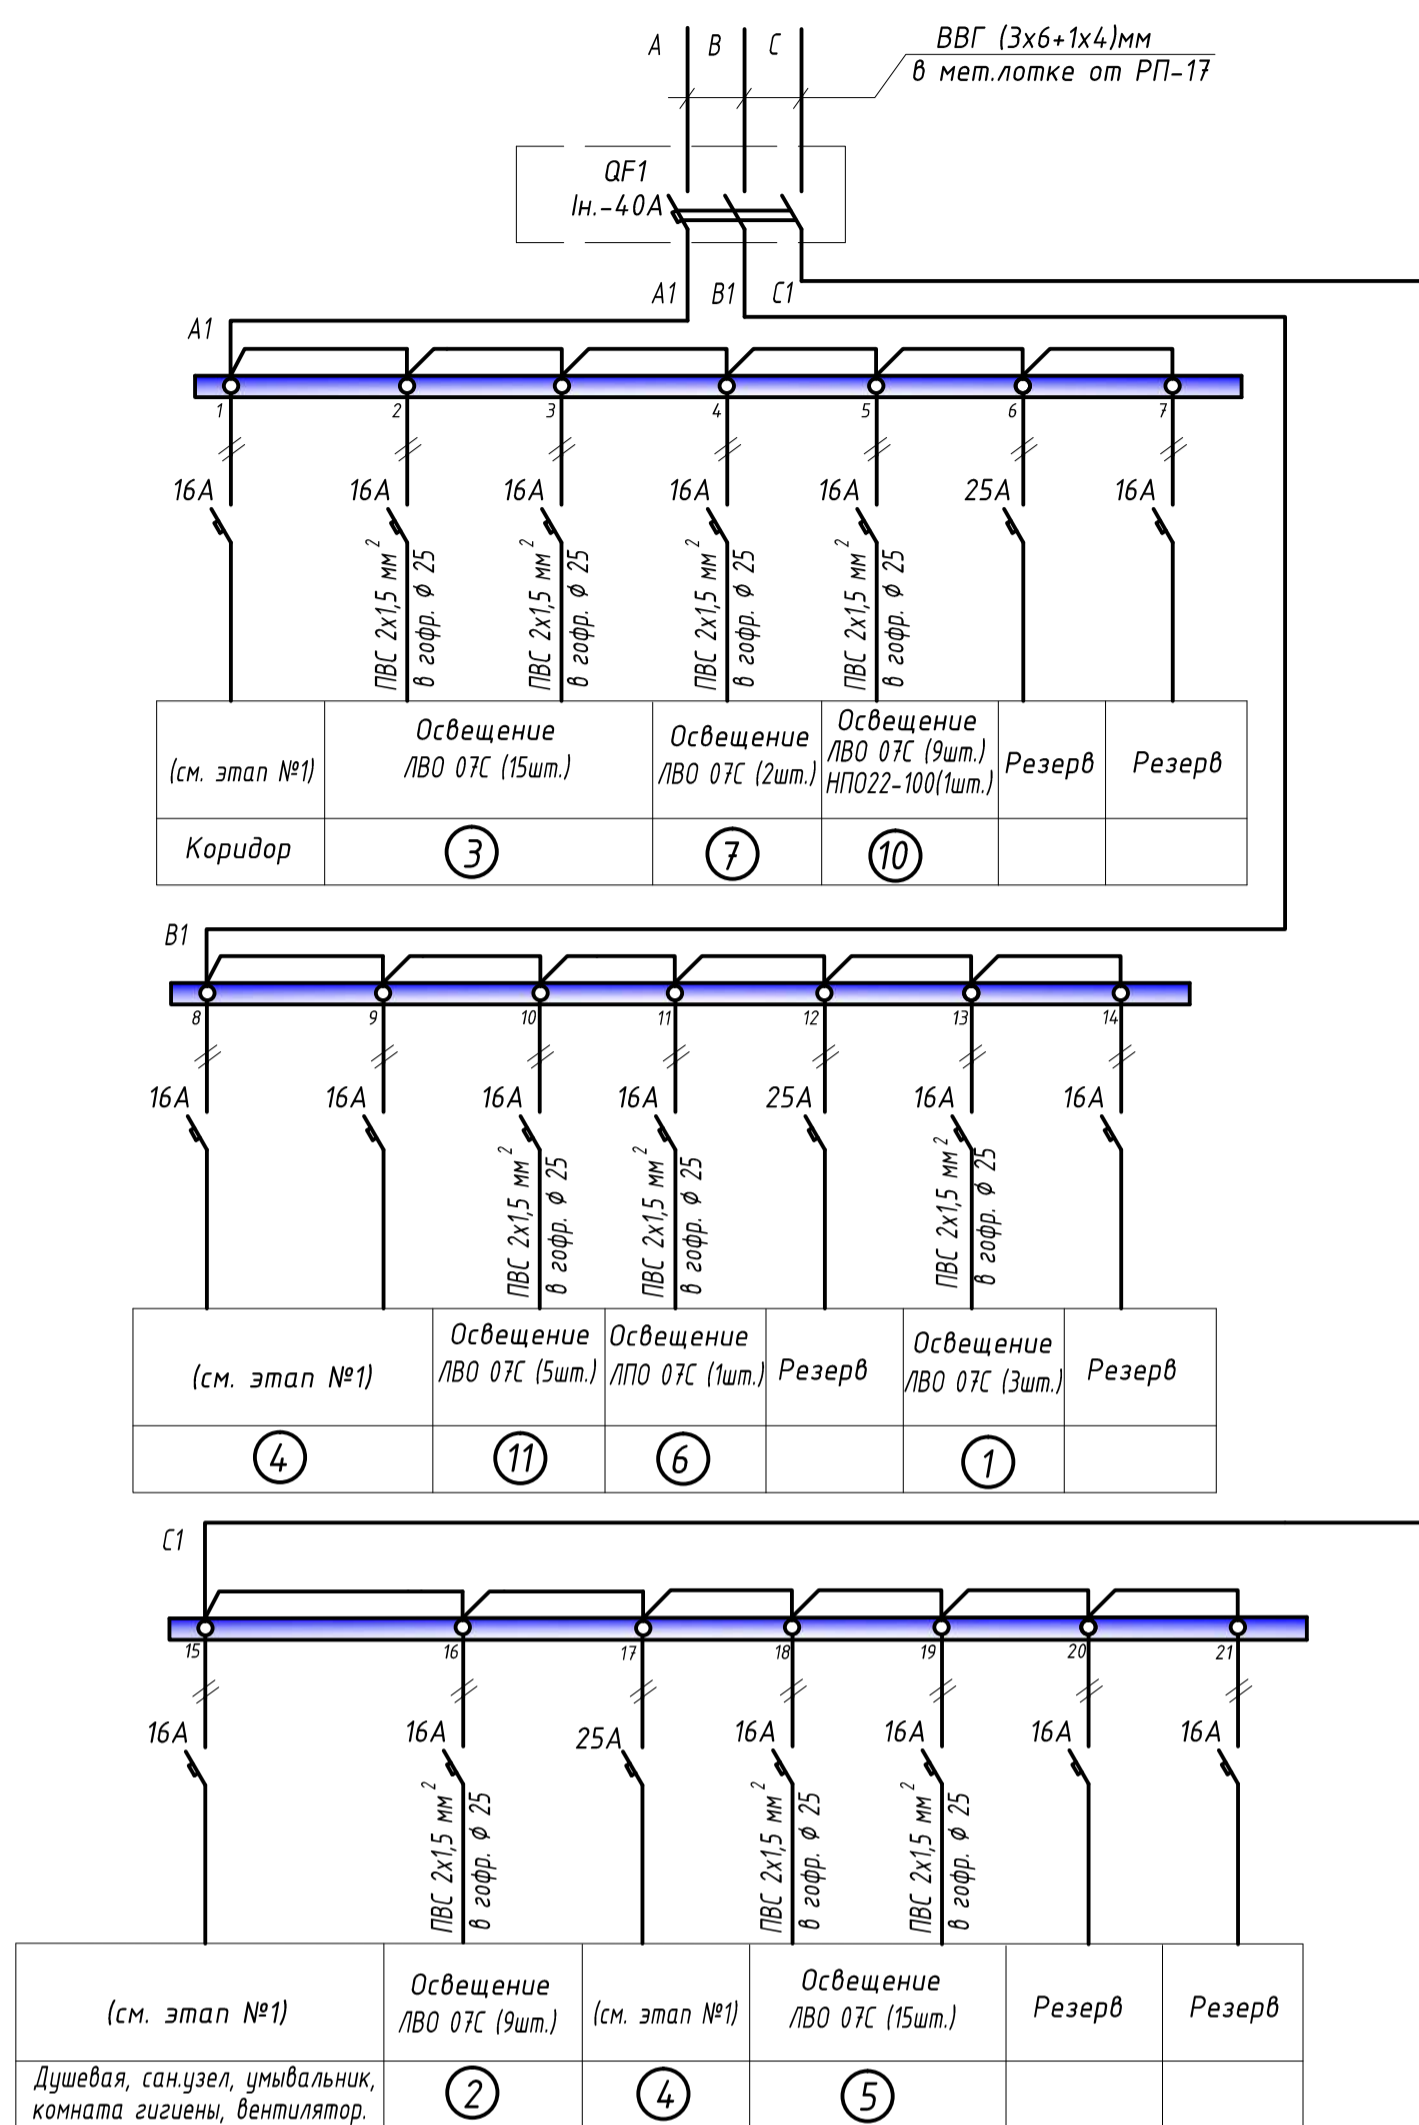 A B C
ВВГ (3х6+1х4)мм
в мет.лотке от РП-17
QF1
Iн.-40А
A1 B1 C1
A1
1 2 3 4 5 6 7
16А 16А 16А 16А 16А 25А 16А
ПВС 2х1,5 мм²
в гофр. ф 25
ПВС 2х1,5 мм²
в гофр. ф 25
ПВС 2х1,5 мм²
в гофр. ф 25
ПВС 2х1,5 мм²
в гофр. ф 25
(см. этап №1)
Освещение
ЛВО 07С (15шт.)
Освещение
ЛВО 07С (2шт.)
Освещение
ЛВО 07С (9шт.)
НПО22-100(1шт.)
Резерв
Резерв
Коридор
3
7
10
B1
8 9 10 11 12 13 14
16А 16А 16А 16А 25А 16А 16А
ПВС 2х1,5 мм²
в гофр. ф 25
ПВС 2х1,5 мм²
в гофр. ф 25
ПВС 2х1,5 мм²
в гофр. ф 25
(см. этап №1)
Освещение
ЛВО 07С (5шт.)
Освещение
ЛПО 07С (1шт.)
Резерв
Освещение
ЛВО 07С (3шт.)
Резерв
4
11
6
1
C1
15 16 17 18 19 20 21
16А 16А 25А 16А 16А 16А 16А
ПВС 2х1,5 мм²
в гофр. ф 25
ПВС 2х1,5 мм²
в гофр. ф 25
ПВС 2х1,5 мм²
в гофр. ф 25
(см. этап №1)
Освещение
ЛВО 07С (9шт.)
(см. этап №1)
Освещение
ЛВО 07С (15шт.)
Резерв
Резерв
Душевая, сан.узел, умывальник,
комната гигиены, вентилятор.
2
4
5